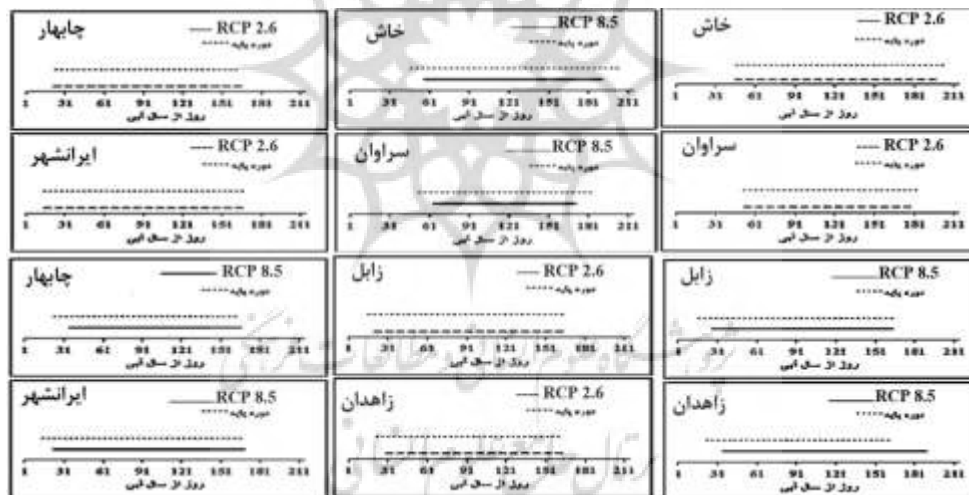 چابهار
RCP 2.6
دوره پایه
1 31 61 91 121 151 181 211
روز از سال آبی
خاش
RCP 8.5
دوره پایه
1 31 61 91 121 151 181 211
روز از سال آبی
خاش
RCP 2.6
دوره پایه
1 31 61 91 121 151 181 211
روز از سال آبی
ایرانشهر
RCP 2.6
دوره پایه
1 31 61 91 121 151 181 211
روز از سال آبی
سراوان
RCP 8.5
دوره پایه
1 31 61 91 121 151 181 211
روز از سال آبی
سراوان
RCP 2.6
دوره پایه
1 31 61 91 121 151 181 211
روز از سال آبی
چابهار
RCP 8.5
دوره پایه
1 31 61 91 121 151 181 211
روز از سال آبی
زابل
RCP 2.6
دوره پایه
1 31 61 91 121 151 181 211
روز از سال آبی
زابل
RCP 8.5
دوره پایه
1 31 61 91 121 151 181 211
روز از سال آبی
ایرانشهر
RCP 8.5
دوره پایه
1 31 61 91 121 151 181 211
روز از سال آبی
زاهدان
RCP 2.6
دوره پایه
1 31 61 91 121 151 181 211
روز از سال آبی
زاهدان
RCP 8.5
دوره پایه
1 31 61 91 121 151 181 211
روز از سال آبی
پژوهشگاه علوم انسانی و مطالعات فرهنگی
پرتال جامع علوم انسانی